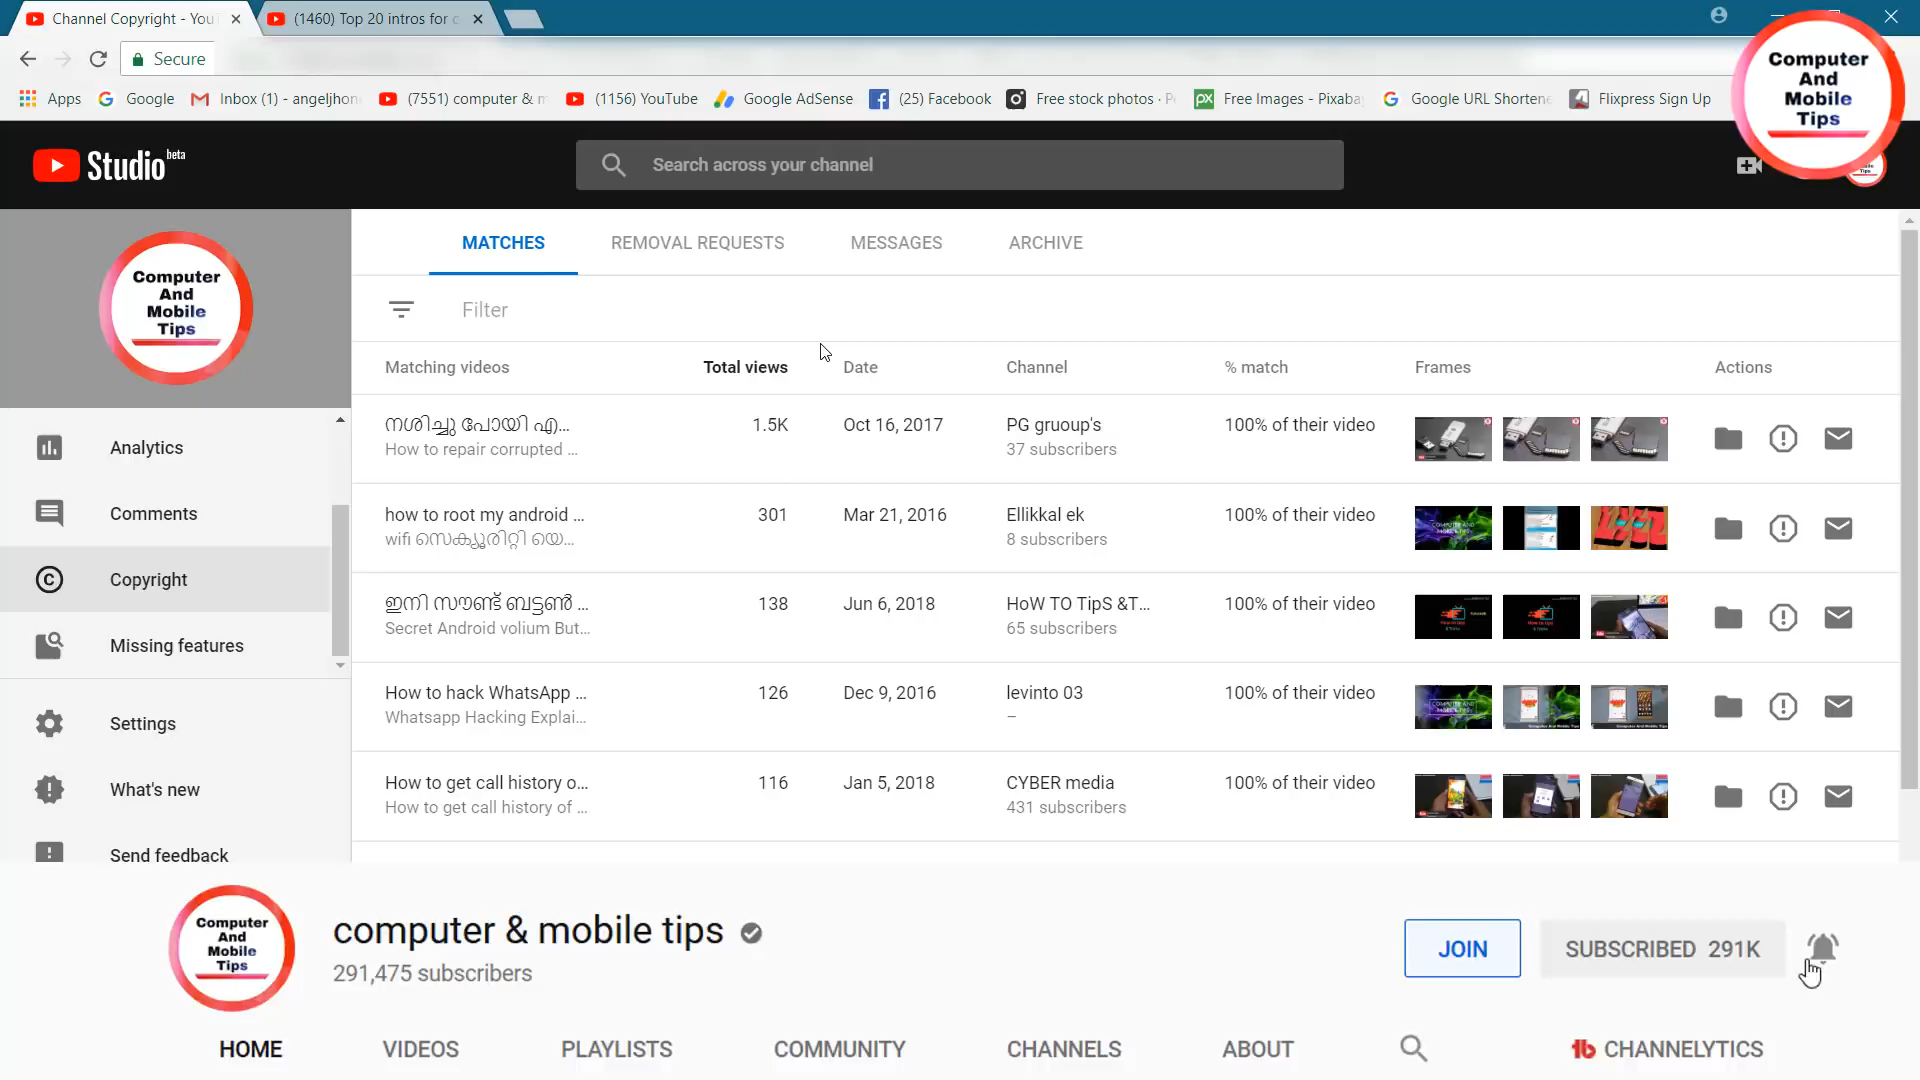 Channel Copyright - You
(1460) Top 20 intros for c
Secure
Apps
Google
Inbox (1) - angeljhon
(7551) computer & m
(1156) YouTube
Google AdSense
(25) Facebook
Free stock photos · P
Free Images - Pixabay
Google URL Shortene
Flixpress Sign Up
Computer
And
Mobile
Tips
Studio beta
Search across your channel
Computer
And
Mobile
Tips
MATCHES
REMOVAL REQUESTS
MESSAGES
ARCHIVE
Filter
Matching videos
Total views
Date
Channel
% match
Frames
Actions
നശിച്ചു പോയി എ...
How to repair corrupted ...
1.5K
Oct 16, 2017
PG gruoup's
37 subscribers
100% of their video
how to root my android ...
wifi സെക്യൂരിറ്റി യെ...
301
Mar 21, 2016
Ellikkal ek
8 subscribers
100% of their video
ഇനി സൗണ്ട് ബട്ടൺ ...
Secret Android volium But...
138
Jun 6, 2018
HoW TO TipS &T...
65 subscribers
100% of their video
How to hack WhatsApp ...
Whatsapp Hacking Explai...
126
Dec 9, 2016
levinto 03
–
100% of their video
How to get call history o...
How to get call history of ...
116
Jan 5, 2018
CYBER media
431 subscribers
100% of their video
Analytics
Comments
Copyright
Missing features
Settings
What's new
Send feedback
Computer
And
Mobile
Tips
computer & mobile tips
291,475 subscribers
JOIN
SUBSCRIBED 291K
HOME
VIDEOS
PLAYLISTS
COMMUNITY
CHANNELS
ABOUT
CHANNELYTICS